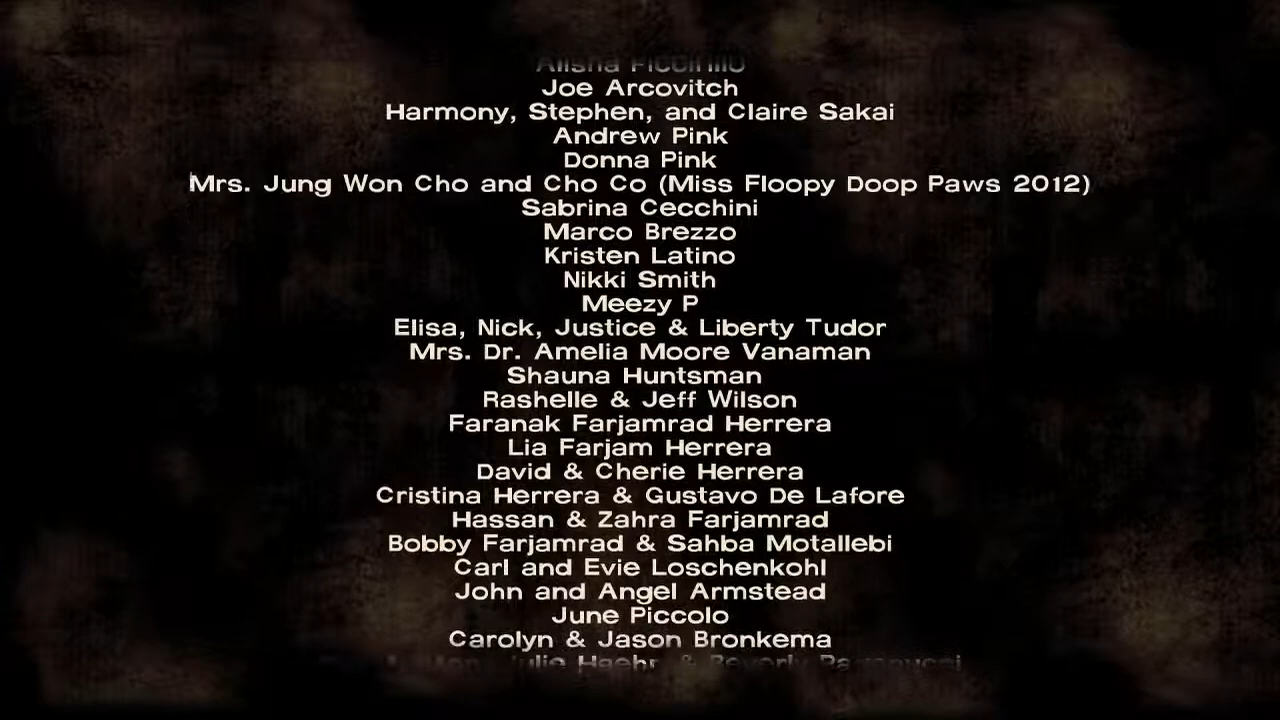 Joe Arcovitch
Harmony, Stephen, and Claire Sakai
Andrew Pink
Donna Pink
Mrs. Jung Won Cho and Cho Co (Miss Floopy Doop Paws 2012)
Sabrina Cecchini
Marco Brezzo
Kristen Latino
Nikki Smith
Meezy P
Elisa, Nick, Justice & Liberty Tudor
Mrs. Dr. Amelia Moore Vanaman
Shauna Huntsman
Rashelle & Jeff Wilson
Faranak Farjamrad Herrera
Lia Farjam Herrera
David & Cherie Herrera
Cristina Herrera & Gustavo De Lafore
Hassan & Zahra Farjamrad
Bobby Farjamrad & Sahba Motallebi
Carl and Evie Loschenkohl
John and Angel Armstead
June Piccolo
Carolyn & Jason Bronkema
Julie & Beverly